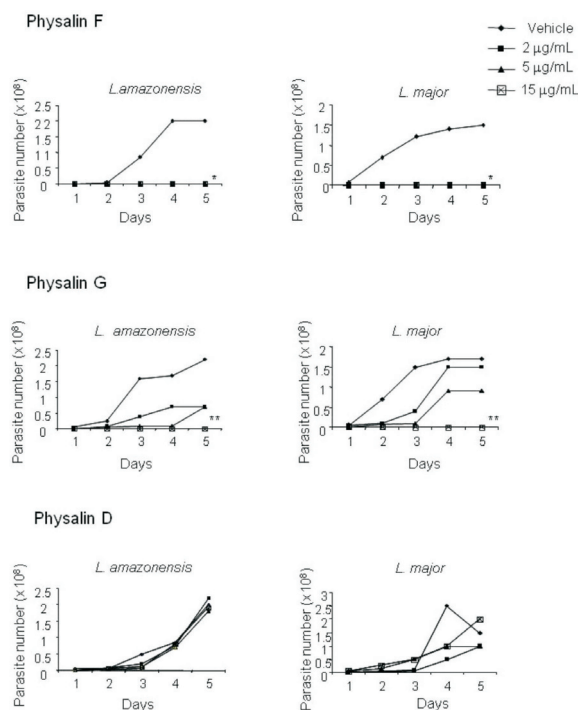 Physalin F
Vehicle
2 μg/mL
5 μg/mL
15 μg/mL
L.amazonensis
Parasite number (x10⁸)
2.5
2.2
1.5
1.1
0.5
0
*
1 2 3 4 5
Days
L. major
Parasite number (x10⁸)
2
1.5
1
0.5
0
*
1 2 3 4 5
Days
Physalin G
L. amazonensis
Parasite number (x10⁸)
2.5
2
1.5
1
0.5
0
**
1 2 3 4 5
Days
L. major
Parasite number (x10⁸)
2
1.5
1
0.5
0
**
1 2 3 4 5
Days
Physalin D
L. amazonensis
Parasite number (x10⁸)
2.5
2
1.5
1
0.5
0
1 2 3 4 5
Days
L. major
Parasite number (x10⁸)
3
2.5
2
1.5
1
0.5
0
1 2 3 4 5
Days